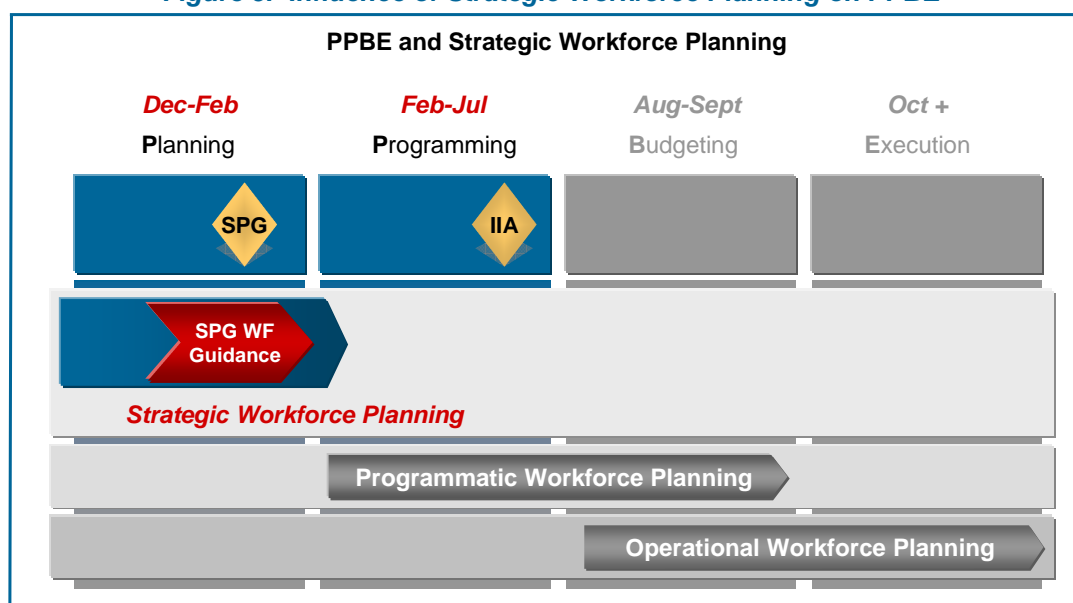 PPBE and Strategic Workforce Planning
Dec-Feb Feb-Jul Aug-Sept Oct +
Planning Programming Budgeting Execution
SPG IIA
SPG WF
Guidance
Strategic Workforce Planning
Programmatic Workforce Planning
Operational Workforce Planning